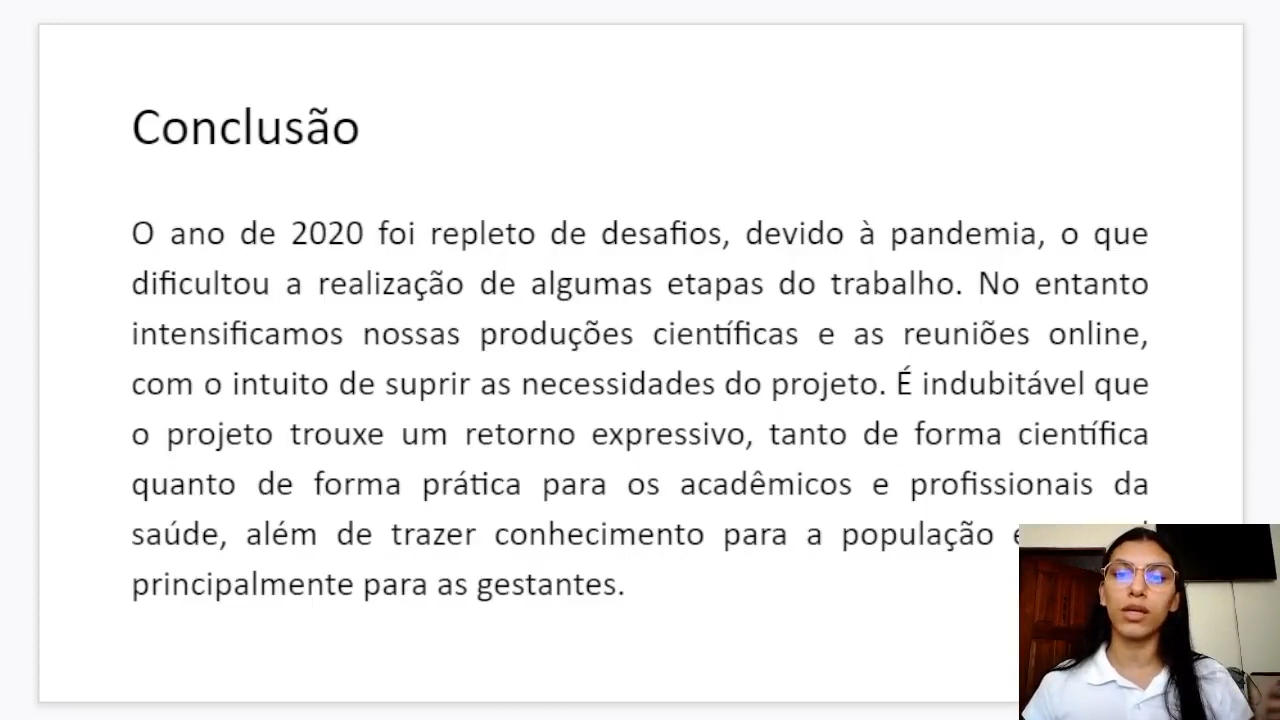 Conclusão
O ano de 2020 foi repleto de desafios, devido à pandemia, o que
dificultou a realização de algumas etapas do trabalho. No entanto
intensificamos nossas produções científicas e as reuniões online,
com o intuito de suprir as necessidades do projeto. É indubitável que
o projeto trouxe um retorno expressivo, tanto de forma científica
quanto de forma prática para os acadêmicos e profissionais da
saúde, além de trazer conhecimento para a população
principalmente para as gestantes.